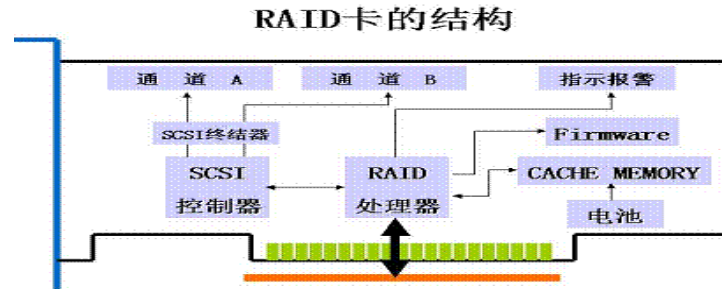 RAID卡的结构
通 道 A
通 道 B
指示报警
SCSI终结器
Firmware
SCSI
控制器
RAID
处理器
CACHE MEMORY
电池